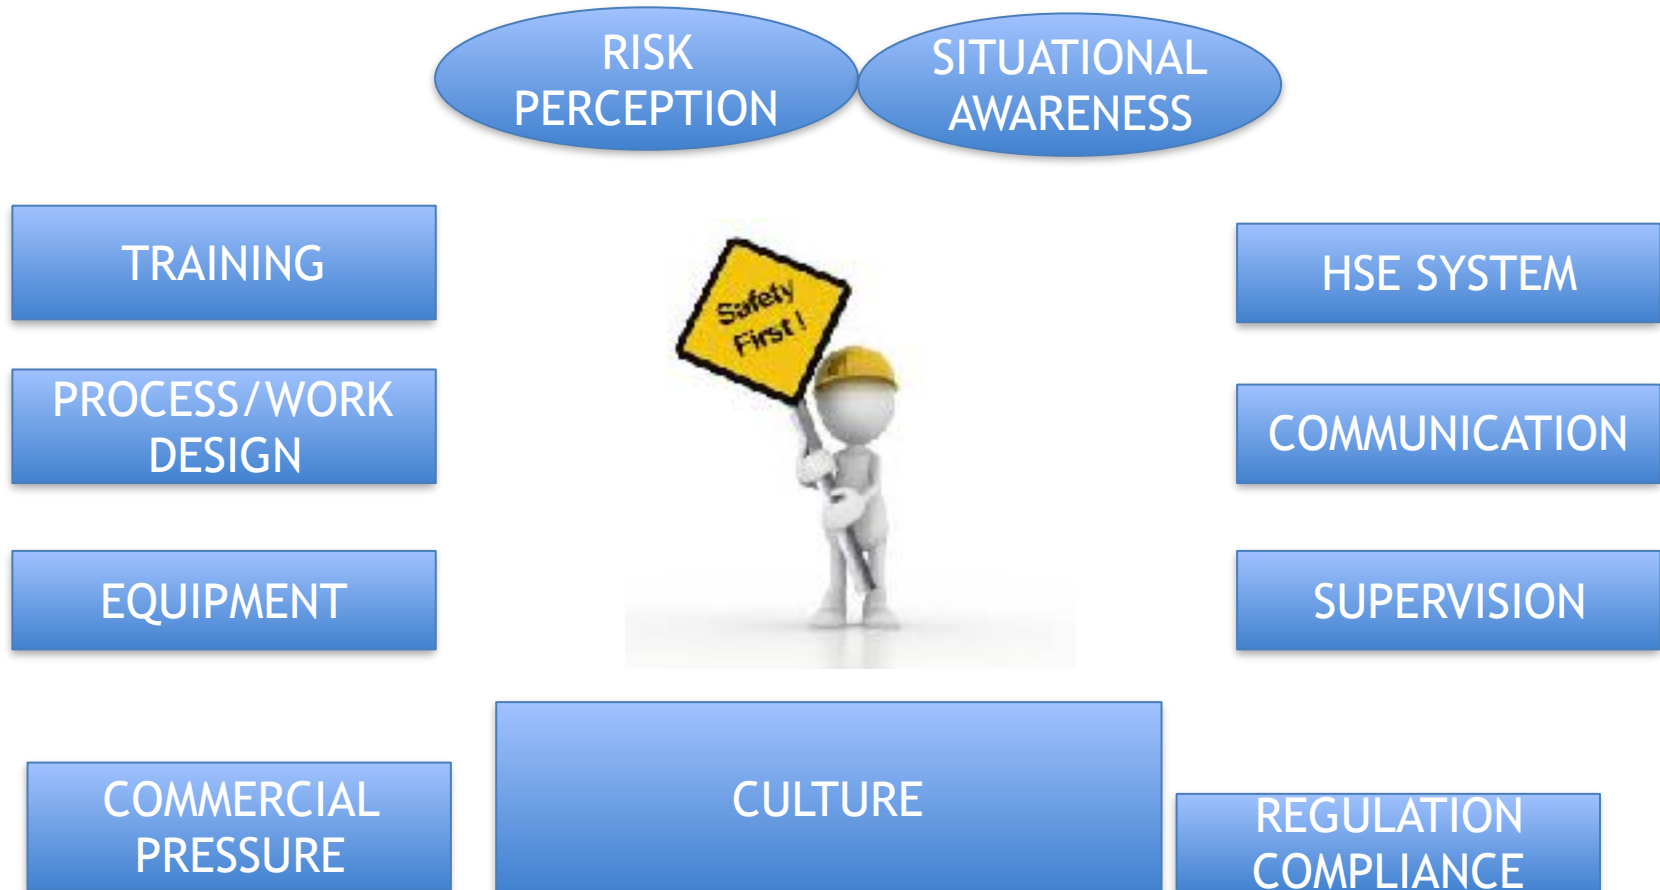 RISK
PERCEPTION
SITUATIONAL
AWARENESS
TRAINING
HSE SYSTEM
Safety
First!
PROCESS/WORK
DESIGN
COMMUNICATION
EQUIPMENT
SUPERVISION
COMMERCIAL
PRESSURE
CULTURE
REGULATION
COMPLIANCE